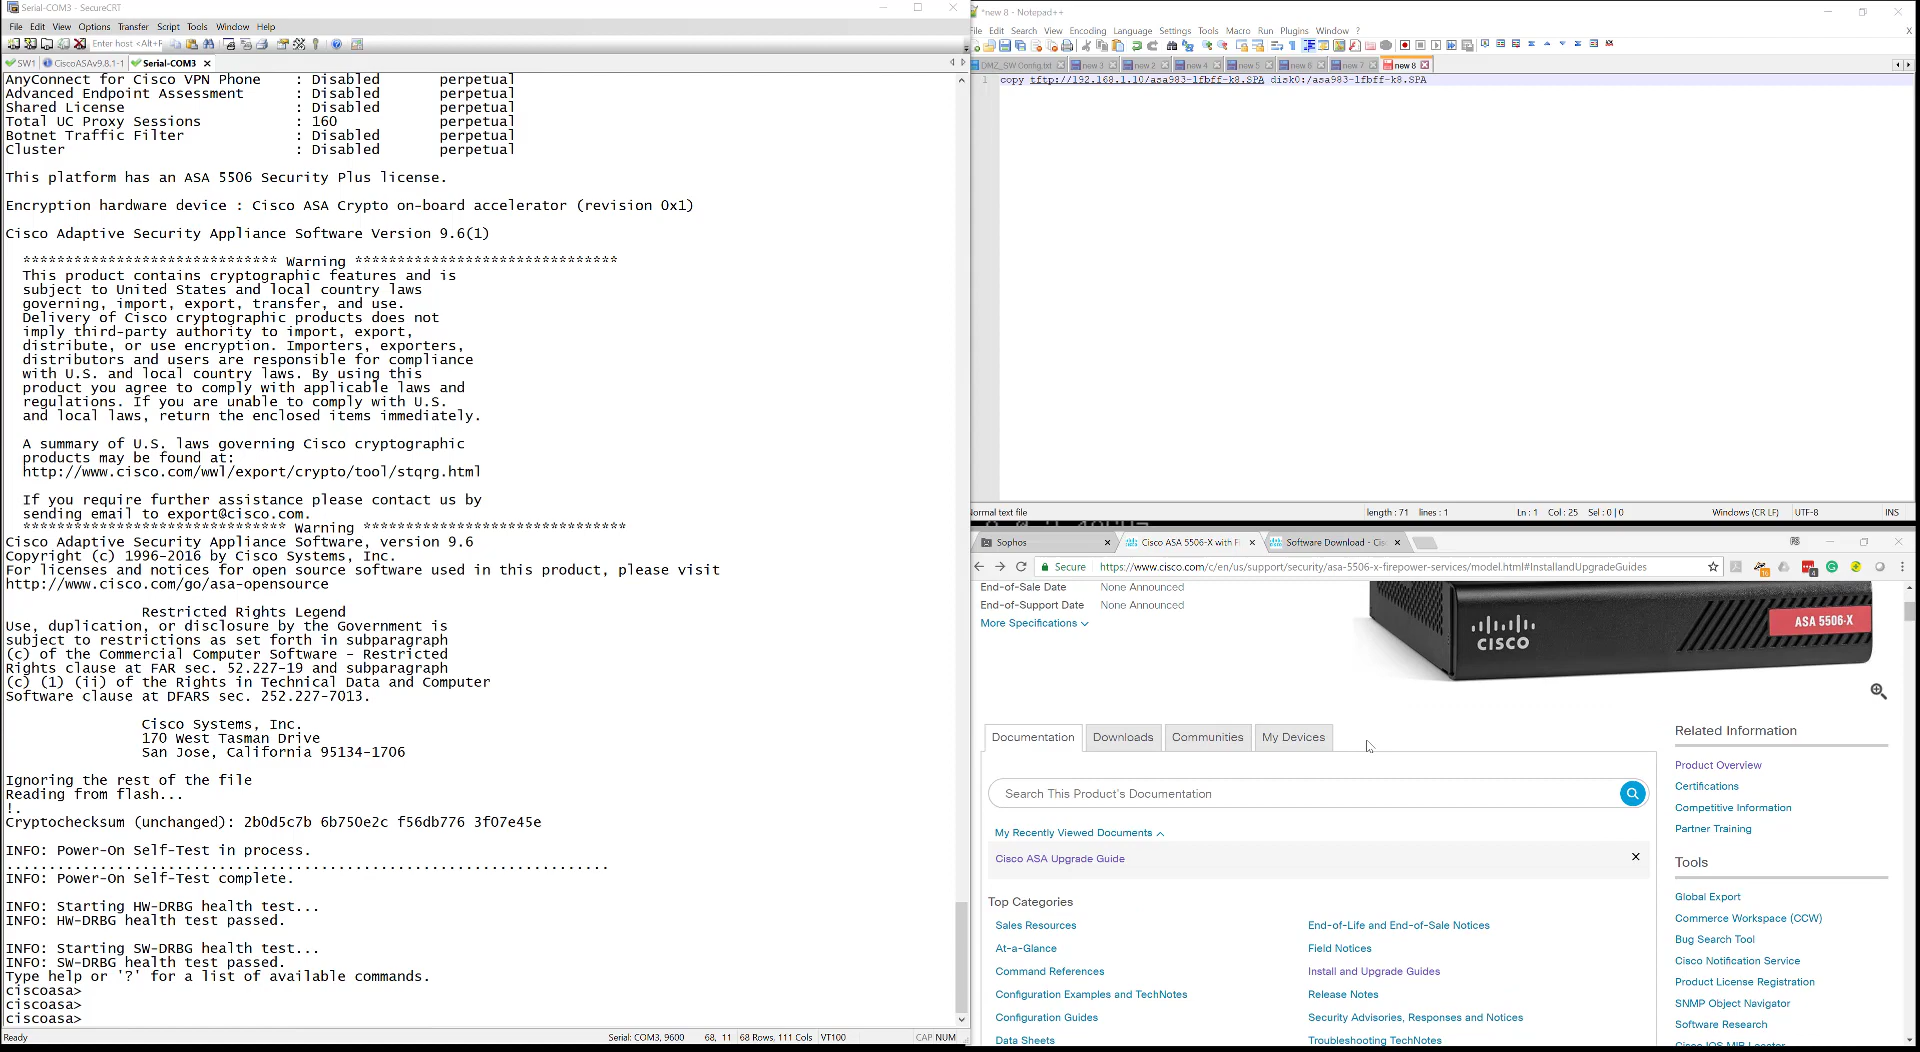 Serial-COM3 - SecureCRT
File Edit View Options Transfer Script Tools Window Help
Enter host <Alt+R
SW1 CiscoASAv9.8.1-1 Serial-COM3
AnyConnect for Cisco VPN Phone : Disabled perpetual
Advanced Endpoint Assessment : Disabled perpetual
Shared License : Disabled perpetual
Total UC Proxy Sessions : 160 perpetual
Botnet Traffic Filter : Disabled perpetual
Cluster : Disabled perpetual
This platform has an ASA 5506 Security Plus license.
Encryption hardware device : Cisco ASA Crypto on-board accelerator (revision 0x1)
Cisco Adaptive Security Appliance Software Version 9.6(1)
****************************** Warning *******************************
This product contains cryptographic features and is
subject to United States and local country laws
governing, import, export, transfer, and use.
Delivery of Cisco cryptographic products does not
imply third-party authority to import, export,
distribute, or use encryption. Importers, exporters,
distributors and users are responsible for compliance
with U.S. and local country laws. By using this
product you agree to comply with applicable laws and
regulations. If you are unable to comply with U.S.
and local laws, return the enclosed items immediately.
A summary of U.S. laws governing Cisco cryptographic
products may be found at:
http://www.cisco.com/wwl/export/crypto/tool/stqrg.html
If you require further assistance please contact us by
sending email to export@cisco.com.
******************************* Warning *******************************
Cisco Adaptive Security Appliance Software, version 9.6
Copyright (c) 1996-2016 by Cisco Systems, Inc.
For licenses and notices for open source software used in this product, please visit
http://www.cisco.com/go/asa-opensource
Restricted Rights Legend
Use, duplication, or disclosure by the Government is
subject to restrictions as set forth in subparagraph
(c) of the Commercial Computer Software - Restricted
Rights clause at FAR sec. 52.227-19 and subparagraph
(c) (1) (ii) of the Rights in Technical Data and Computer
Software clause at DFARS sec. 252.227-7013.
Cisco Systems, Inc.
170 West Tasman Drive
San Jose, California 95134-1706
Ignoring the rest of the file
Reading from flash...
!.
Cryptochecksum (unchanged): 2b0d5c7b 6b750e2c f56db776 3f07e45e
INFO: Power-On Self-Test in process.
.......................................................................
INFO: Power-On Self-Test complete.
INFO: Starting HW-DRBG health test...
INFO: HW-DRBG health test passed.
INFO: Starting SW-DRBG health test...
INFO: SW-DRBG health test passed.
Type help or '?' for a list of available commands.
ciscoasa>
ciscoasa>
ciscoasa>
Ready Serial: COM3, 9600 68, 11 68 Rows, 111 Cols VT100 CAP NUM
*new 8 - Notepad++
File Edit Search View Encoding Language Settings Tools Macro Run Plugins Window ?
DMZ_SW Config.txt new 3 new 2 new 4 new 5 new 6 new 7 new 8
1 copy tftp://192.168.1.10/asa983-lfbff-k8.SPA disk0:/asa983-lfbff-k8.SPA
Normal text file length : 71 lines : 1 Ln : 1 Col : 25 Sel : 0 | 0 Windows (CR LF) UTF-8 INS
Sophos Cisco ASA 5506-X with Fi Software Download - Cis
Secure https://www.cisco.com/c/en/us/support/security/asa-5506-x-firepower-services/model.html#InstallandUpgradeGuides
End-of-Sale Date None Announced
End-of-Support Date None Announced
More Specifications
CISCO
ASA 5506-X
Documentation Downloads Communities My Devices
Search This Product's Documentation
My Recently Viewed Documents
Cisco ASA Upgrade Guide
Top Categories
Sales Resources
At-a-Glance
Command References
Configuration Examples and TechNotes
Configuration Guides
Data Sheets
End-of-Life and End-of-Sale Notices
Field Notices
Install and Upgrade Guides
Release Notes
Security Advisories, Responses and Notices
Troubleshooting TechNotes
Related Information
Product Overview
Certifications
Competitive Information
Partner Training
Tools
Global Export
Commerce Workspace (CCW)
Bug Search Tool
Cisco Notification Service
Product License Registration
SNMP Object Navigator
Software Research
Cisco IOS MIB Locator